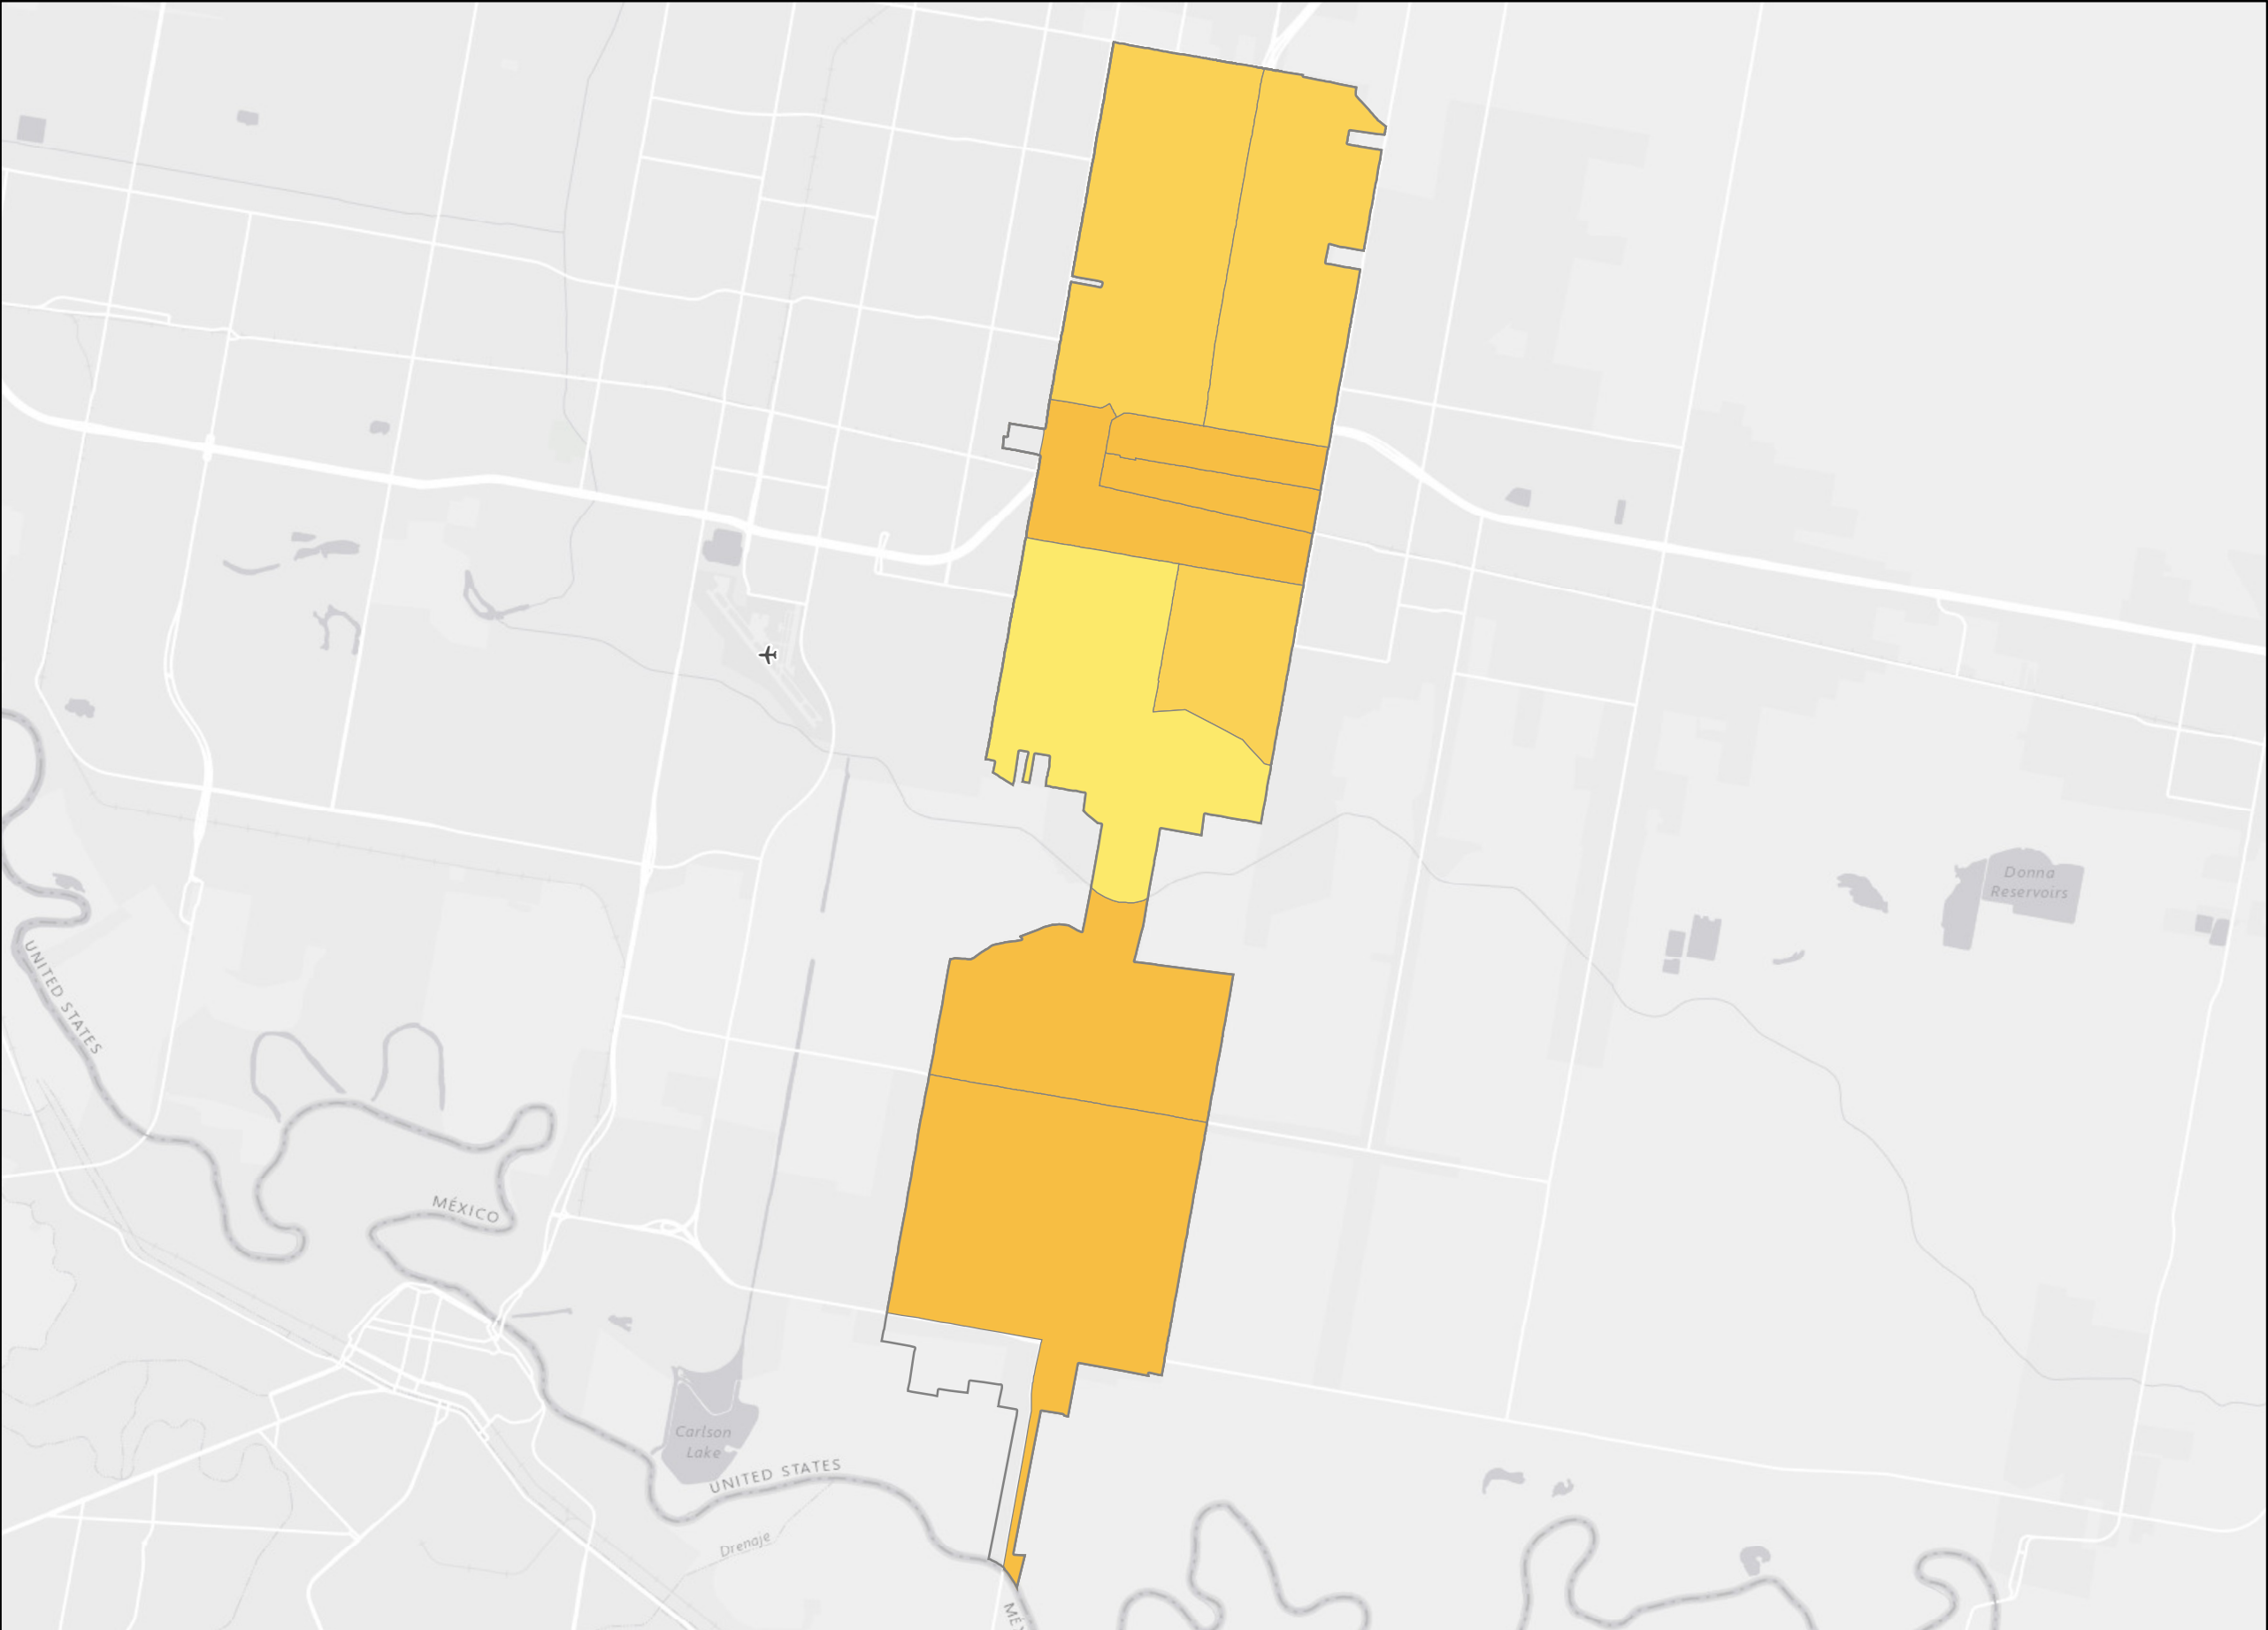 Donna
Reservoirs
UNITED STATES
MÉXICO
Carlson
Lake
UNITED STATES
Drenaje